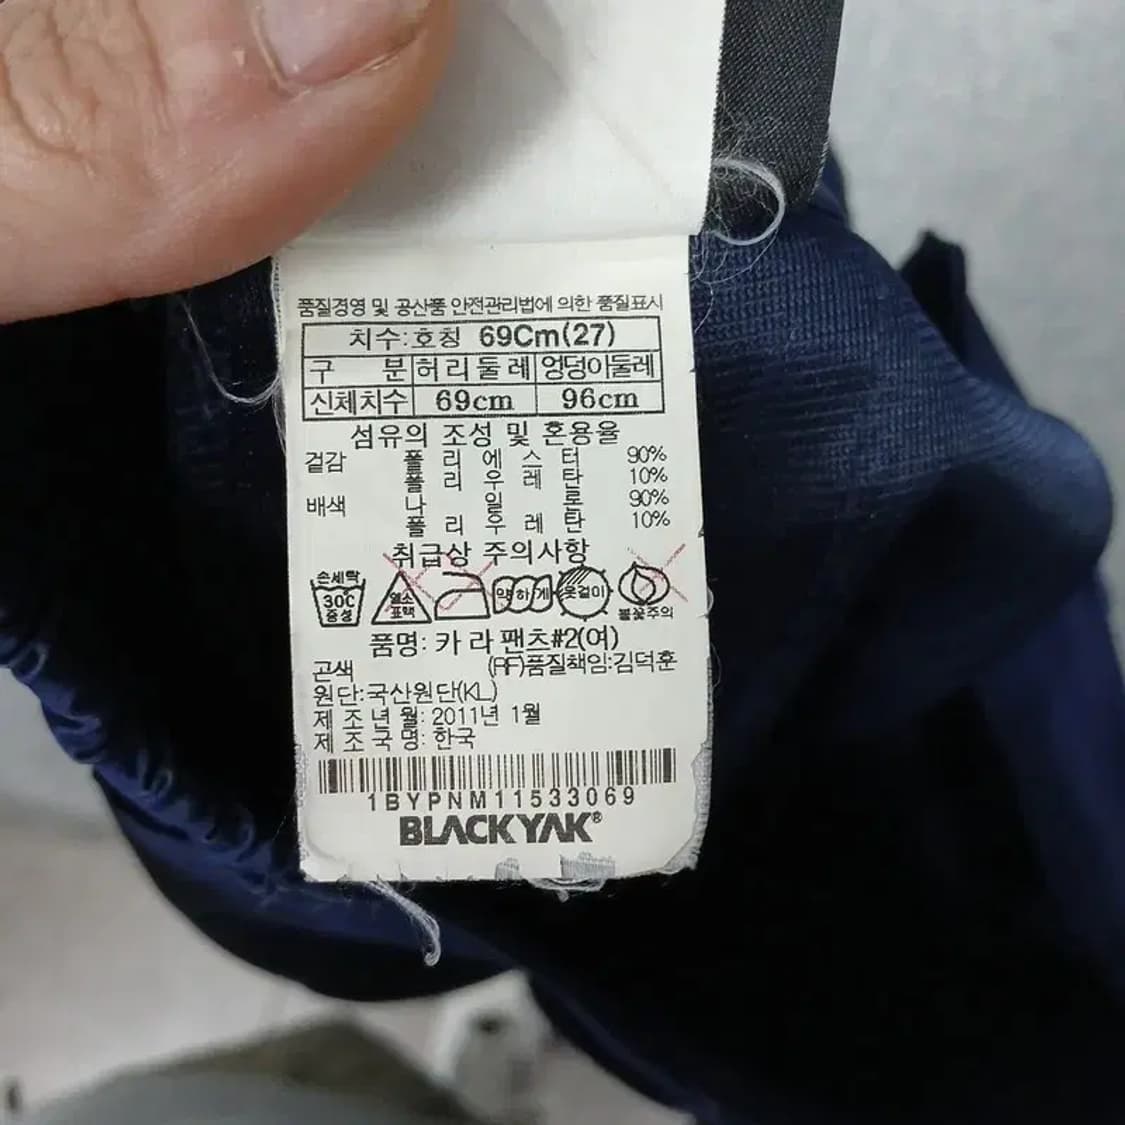 품질경영 및 공산품 안전관리법에 의한 품질표시
치수:호칭 69Cm(27)
구 분 허리둘레 엉덩이둘레
신체치수 69cm 96cm
섬유의 조성 및 혼용율
겉감 폴리에스터 90%
폴리우레탄 10%
배색 나일론 90%
폴리우레탄 10%
취급상 주의사항
손세탁 30℃ 중성 염소 표백 약하게 옷걸이 불꽃주의
품명: 카라팬츠#2(여)
곤색 (RF)품질책임:김덕훈
원단:국산원단(KL)
제조년월: 2011년 1월
제조국명: 한국
1BYPNM11533069
BLACKYAK®